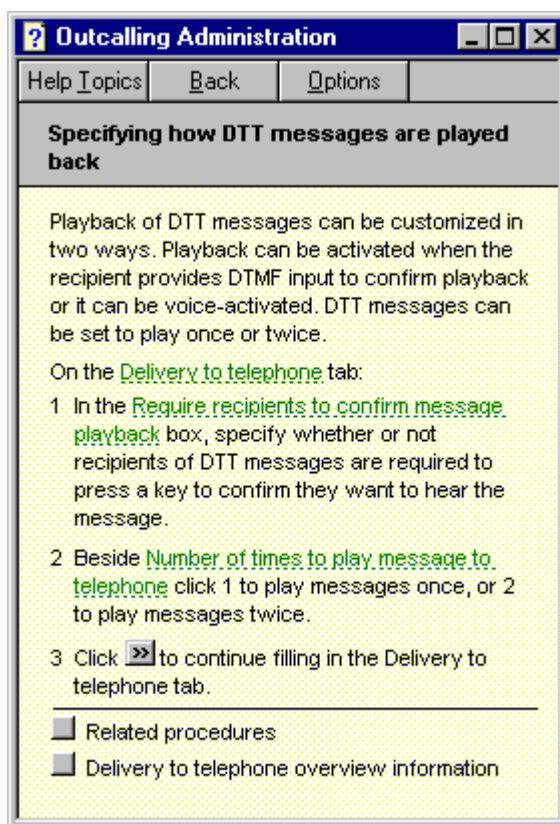 Outcalling Administration
Help Topics Back Options
Specifying how DTT messages are played
back
Playback of DTT messages can be customized in
two ways. Playback can be activated when the
recipient provides DTMF input to confirm playback
or it can be voice-activated. DTT messages can
be set to play once or twice.
On the Delivery to telephone tab:
1 In the Require recipients to confirm message
playback box, specify whether or not
recipients of DTT messages are required to
press a key to confirm they want to hear the
message.
2 Beside Number of times to play message to
telephone click 1 to play messages once, or 2
to play messages twice.
3 Click >> to continue filling in the Delivery to
telephone tab.
Related procedures
Delivery to telephone overview information